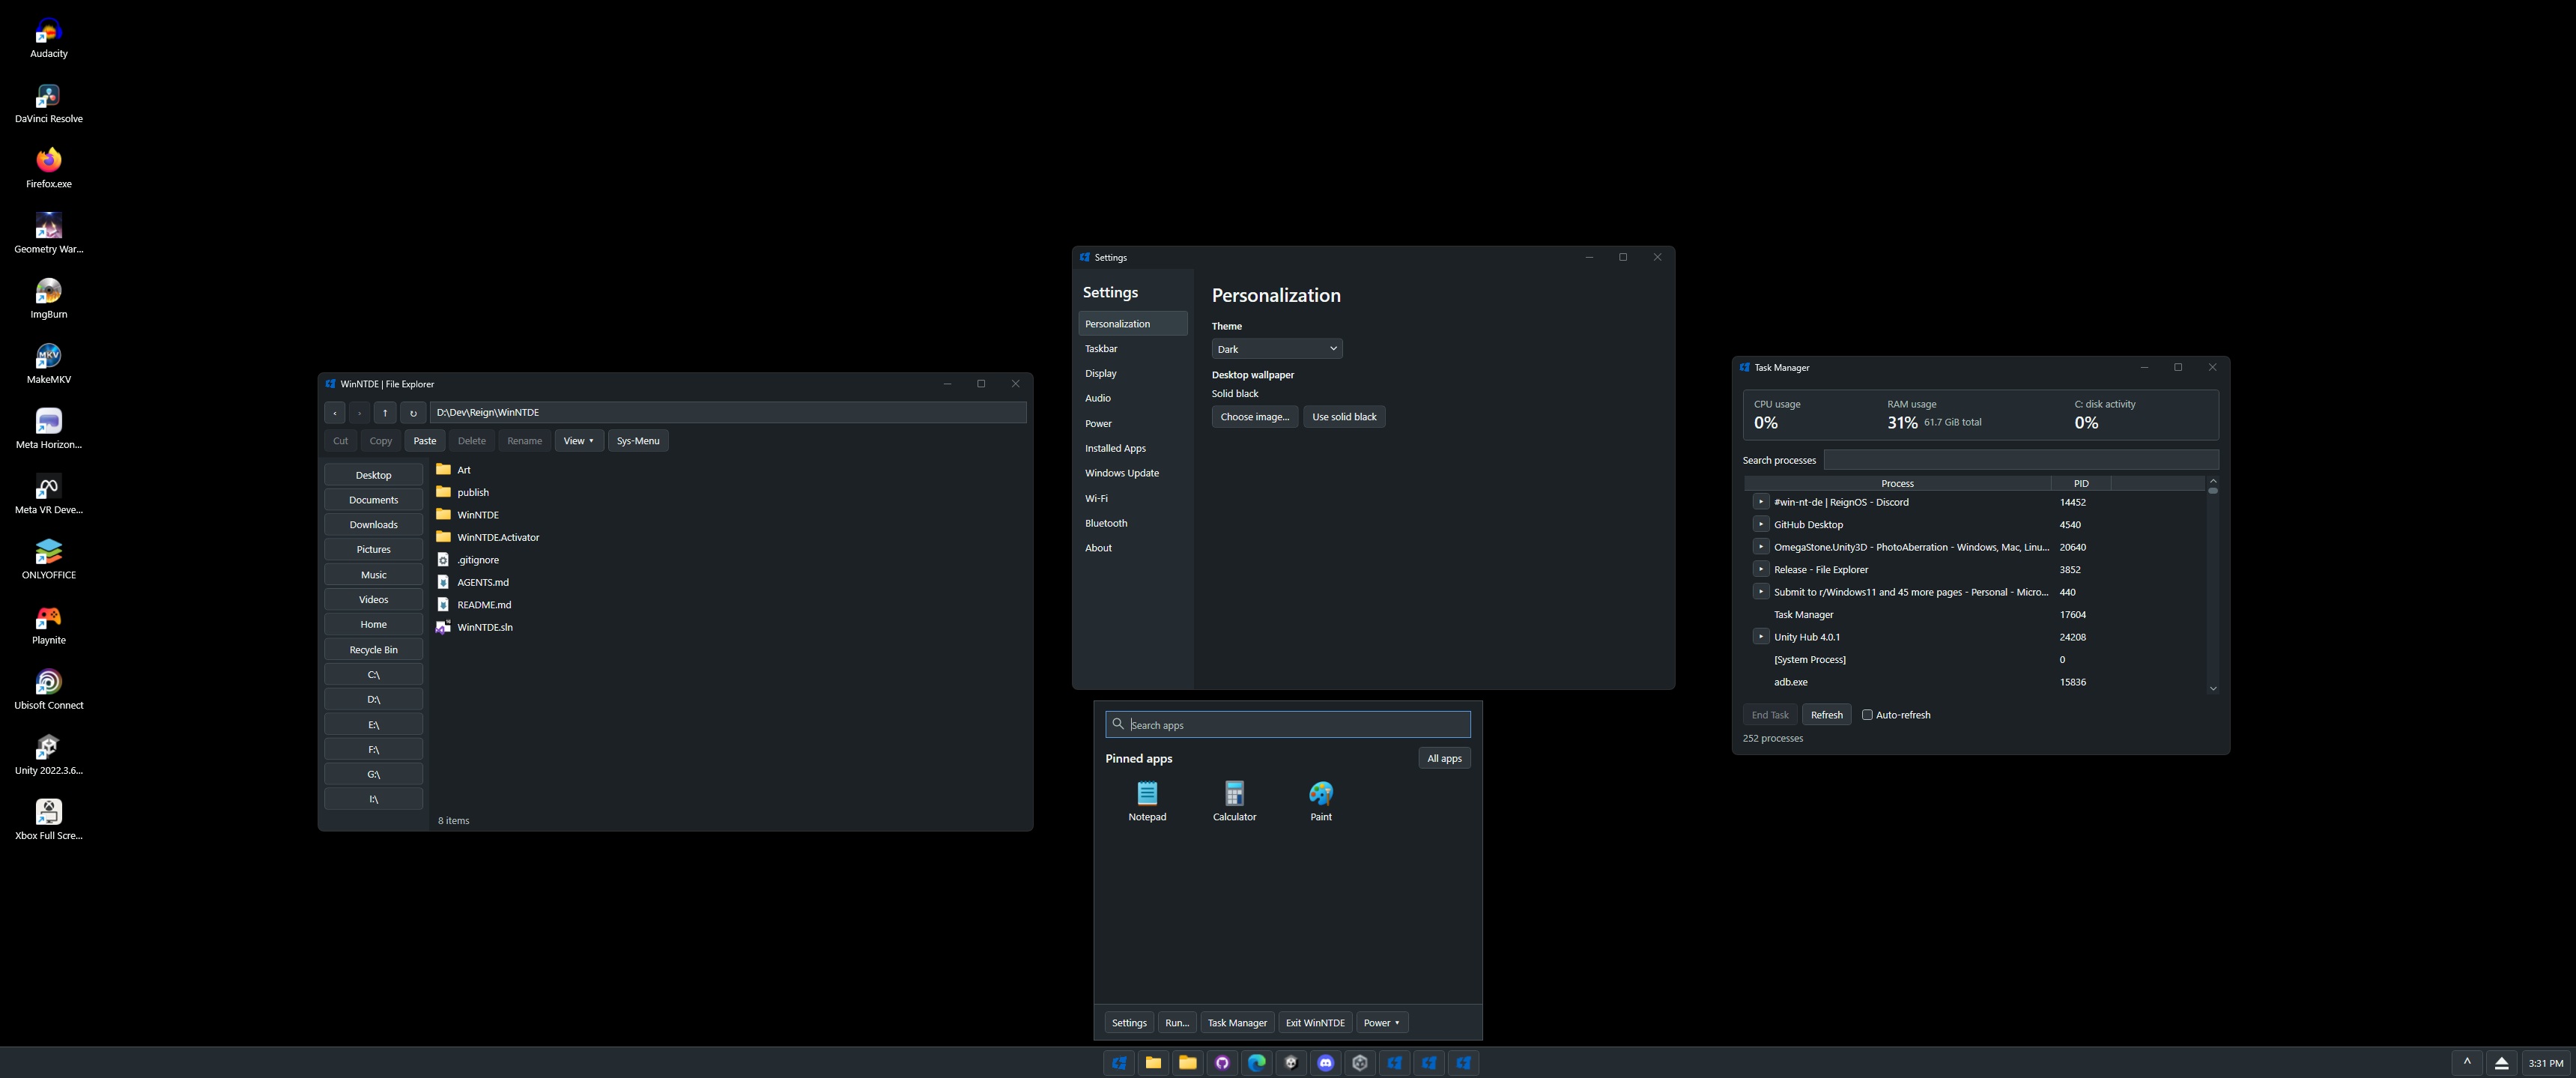 Audacity
DaVinci Resolve
Firefox.exe
Geometry War...
ImgBurn
MakeMKV
Meta Horizon...
Meta VR Deve...
ONLYOFFICE
Playnite
Ubisoft Connect
Unity 2022.3.6...
Xbox Full Scre...
WinNTDE | File Explorer
D:\Dev\Reign\WinNTDE
Cut Copy Paste Delete Rename View Sys-Menu
Desktop
Documents
Downloads
Pictures
Music
Videos
Home
Recycle Bin
C:\
D:\
E:\
F:\
G:\
I:\
Art
publish
WinNTDE
WinNTDE.Activator
.gitignore
AGENTS.md
README.md
WinNTDE.sln
8 items
Settings
Settings
Personalization
Taskbar
Display
Audio
Power
Installed Apps
Windows Update
Wi-Fi
Bluetooth
About
Personalization
Theme
Dark
Desktop wallpaper
Solid black
Choose image... Use solid black
Search apps
Pinned apps All apps
Notepad Calculator Paint
Settings Run... Task Manager Exit WinNTDE Power
Task Manager
CPU usage RAM usage C: disk activity
0% 31% 61.7 GiB total 0%
Search processes
Process PID
#win-nt-de | ReignOS - Discord 14452
GitHub Desktop 4540
OmegaStone.Unity3D - PhotoAberration - Windows, Mac, Linu... 20640
Release - File Explorer 3852
Submit to r/Windows11 and 45 more pages - Personal - Micro... 440
Task Manager 17604
Unity Hub 4.0.1 24208
[System Process] 0
adb.exe 15836
End Task Refresh Auto-refresh
252 processes
3:31 PM